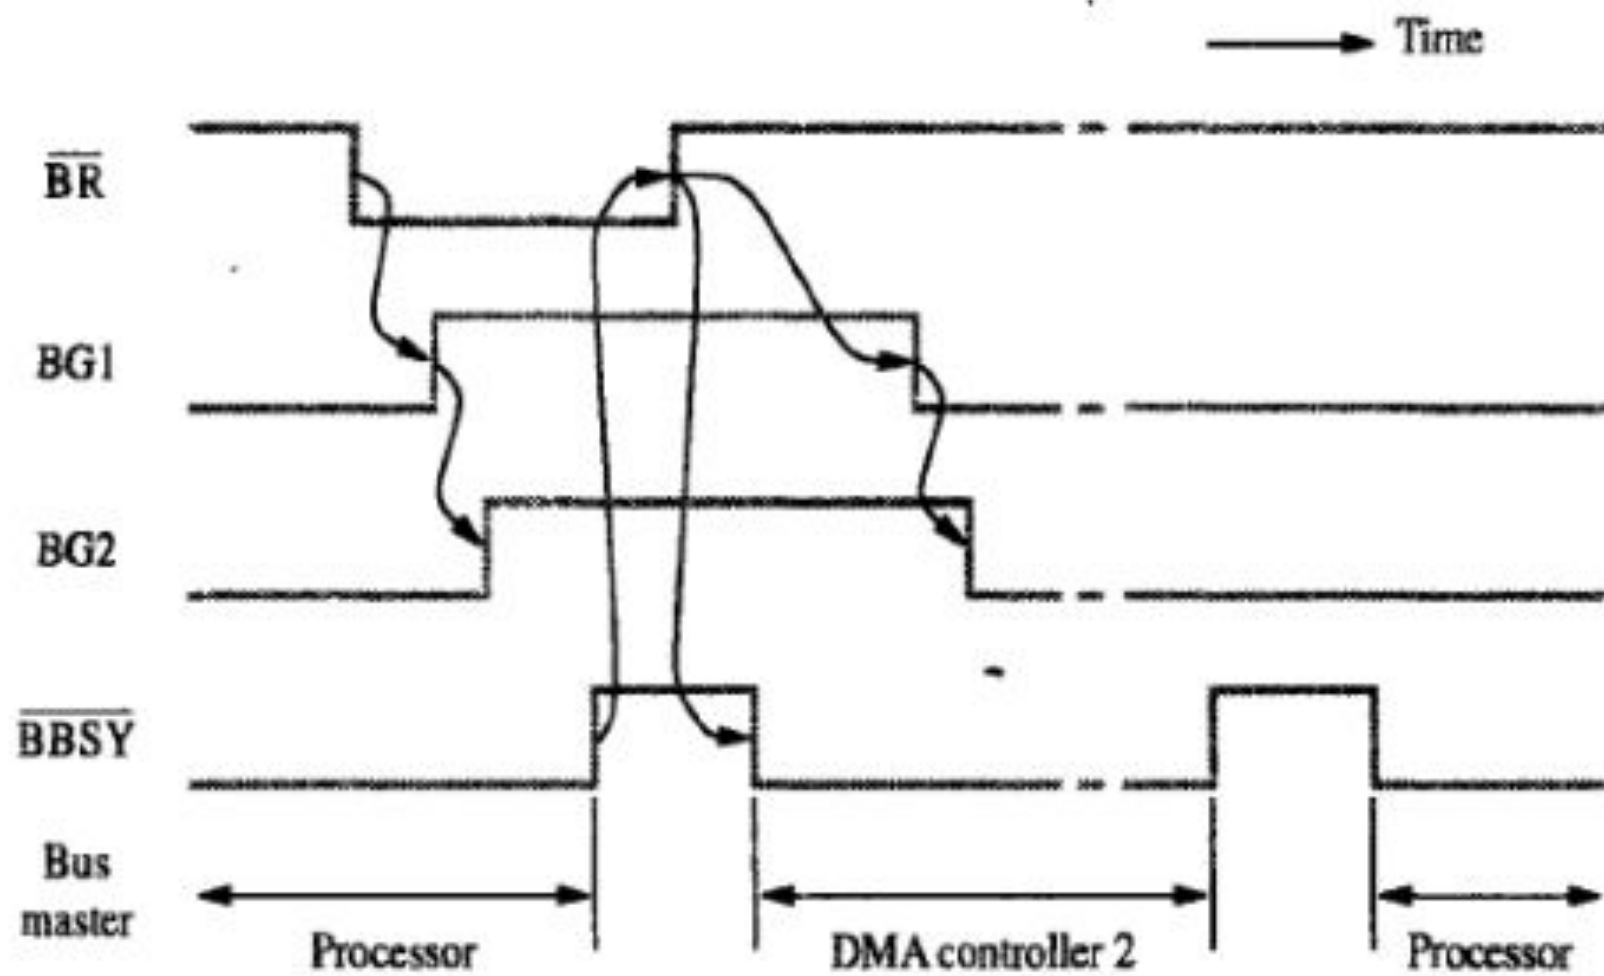 Time
BR
BG1
BG2
BBSY
Bus
master
Processor
DMA controller 2
Processor